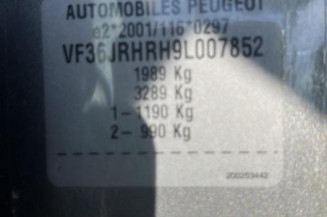 AUTOMOBILES PEUGEOT
e2*2001/116*0297
VF36JRHRH9L007852
1989 Kg
3289 Kg
1- 1190 Kg
2- 990 Kg
200253442